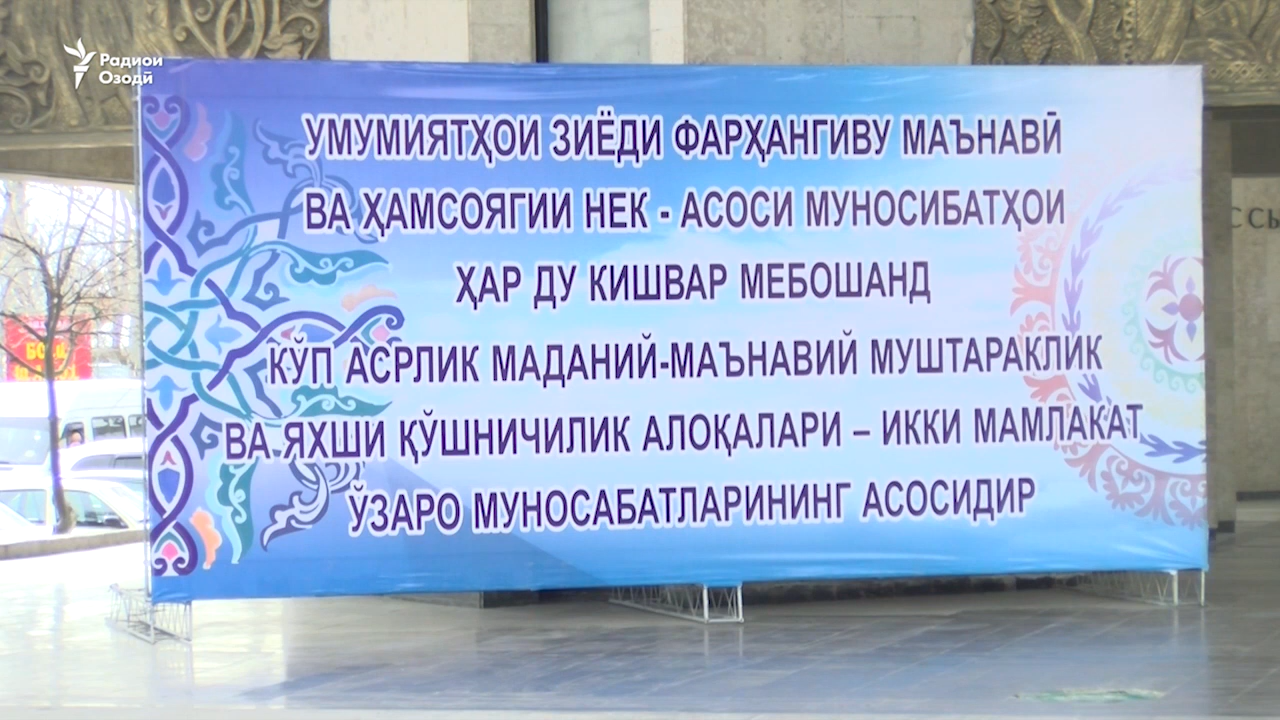 Радиои
Озодӣ
УМУМИЯТҲОИ ЗИЁДИ ФАРҲАНГИВУ МАЪНАВӢ
ВА ҲАМСОЯГИИ НЕК - АСОСИ МУНОСИБАТҲОИ
ҲАР ДУ КИШВАР МЕБОШАНД
КЎП АСРЛИК МАДАНИЙ-МАЪНАВИЙ МУШТАРАКЛИК
ВА ЯХШИ ҚЎШНИЧИЛИК АЛОҚАЛАРИ – ИККИ МАМЛАКАТ
ЎЗАРО МУНОСАБАТЛАРИНИНГ АСОСИДИР